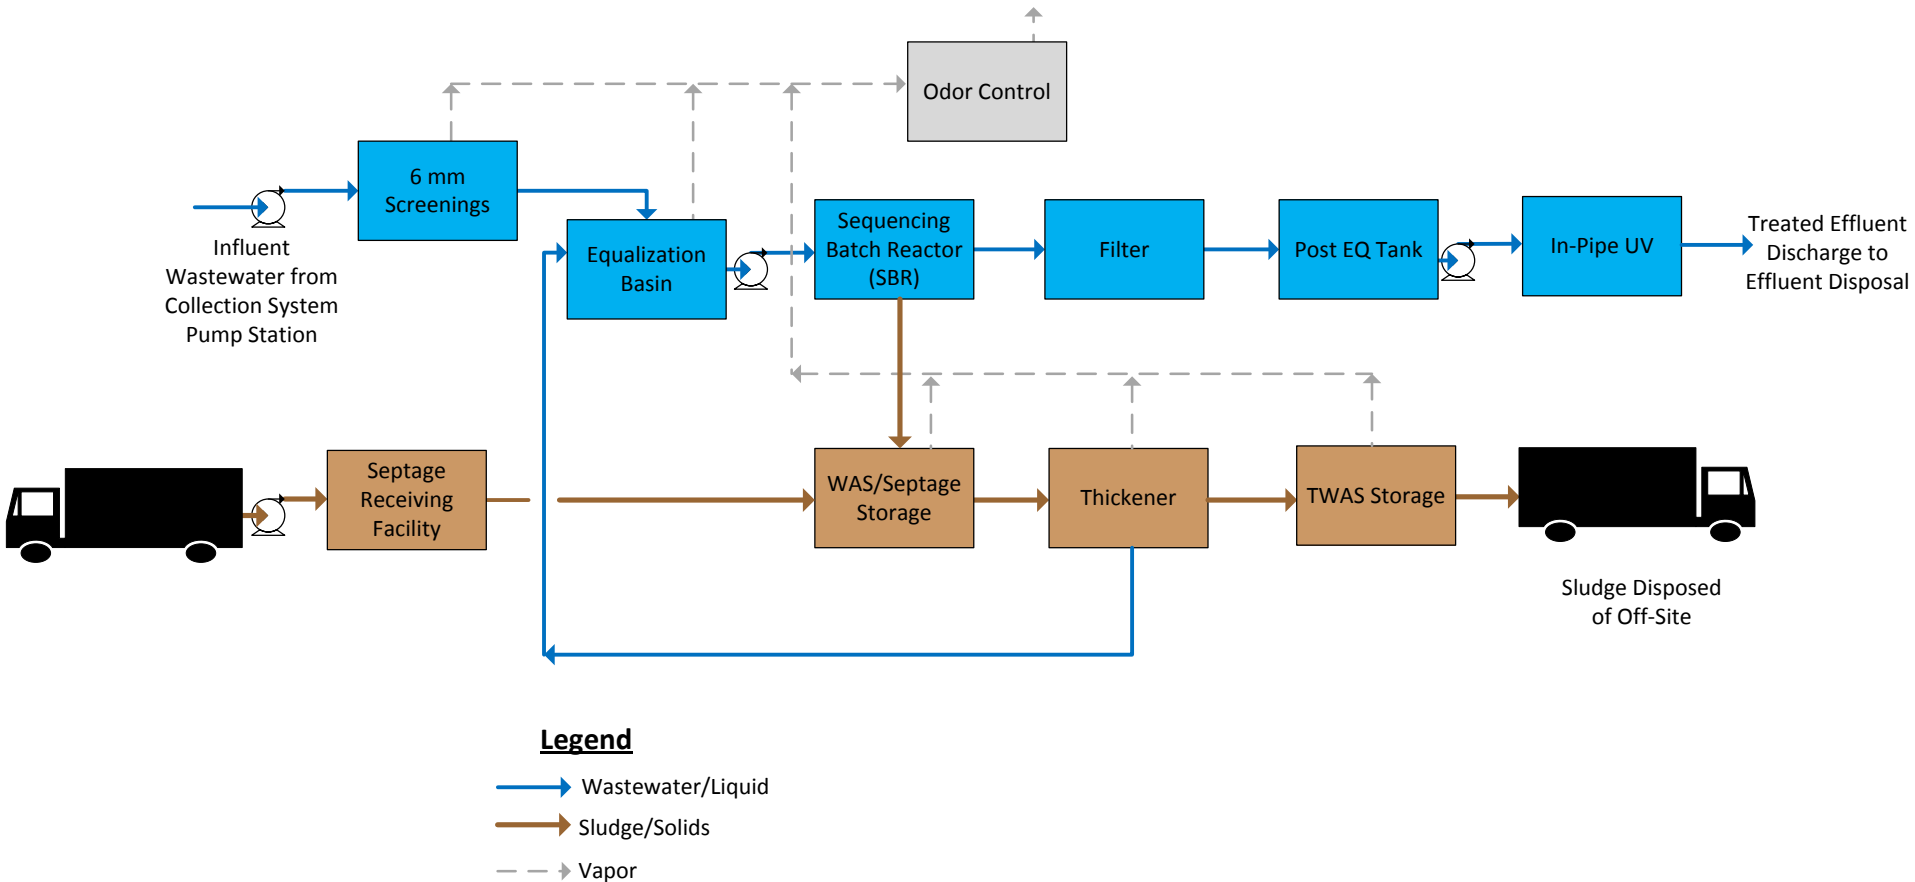 Odor Control
6 mm
Screenings
Influent
Wastewater from
Collection System
Pump Station
Equalization
Basin
Sequencing
Batch Reactor
(SBR)
Filter
Post EQ Tank
In-Pipe UV
Treated Effluent
Discharge to
Effluent Disposal
Septage
Receiving
Facility
WAS/Septage
Storage
Thickener
TWAS Storage
Sludge Disposed
of Off-Site
Legend
Wastewater/Liquid
Sludge/Solids
Vapor